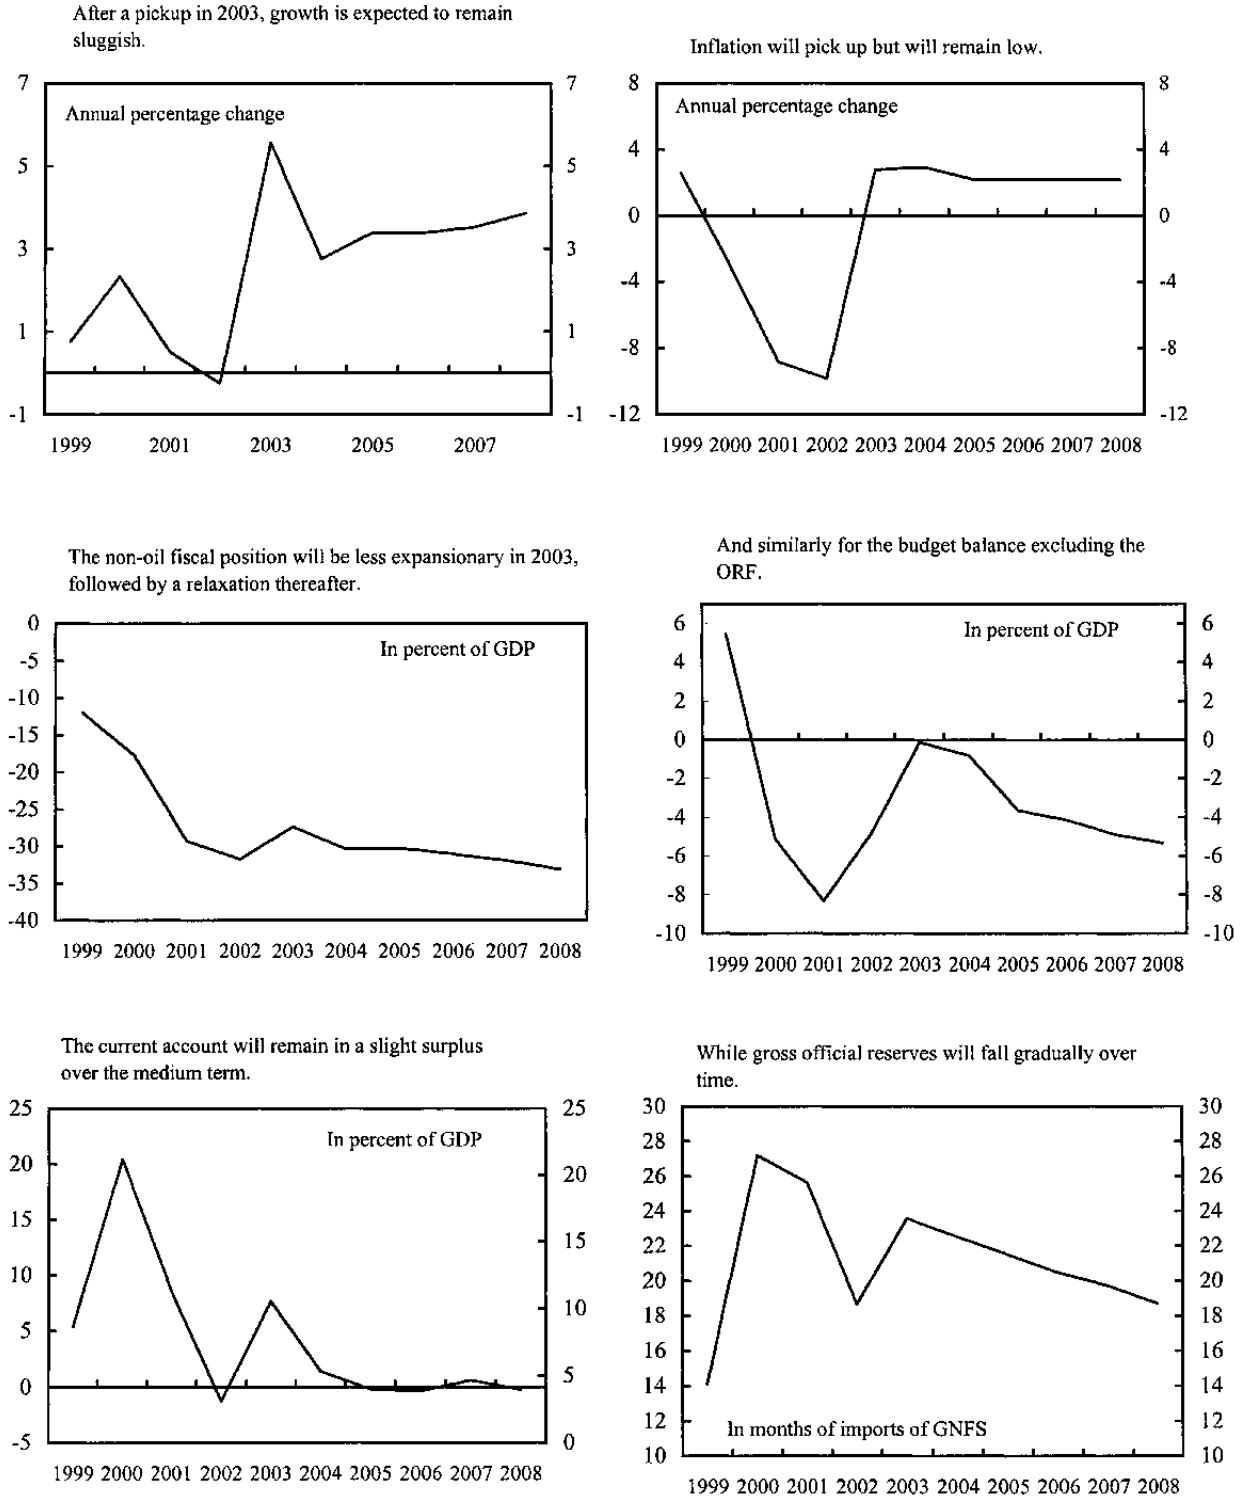 After a pickup in 2003, growth is expected to remain
sluggish.
7 7
Annual percentage change
5 5
3 3
1 1
-1 -1
1999 2001 2003 2005 2007
Inflation will pick up but will remain low.
8 8
Annual percentage change
4 4
0 0
-4 -4
-8 -8
-12 -12
1999 2000 2001 2002 2003 2004 2005 2006 2007 2008
The non-oil fiscal position will be less expansionary in 2003,
followed by a relaxation thereafter.
0
In percent of GDP
-5
-10
-15
-20
-25
-30
-35
-40
1999 2000 2001 2002 2003 2004 2005 2006 2007 2008
And similarly for the budget balance excluding the
ORF.
6 In percent of GDP 6
4 4
2 2
0 0
-2 -2
-4 -4
-6 -6
-8 -8
-10 -10
1999 2000 2001 2002 2003 2004 2005 2006 2007 2008
The current account will remain in a slight surplus
over the medium term.
25 25
In percent of GDP
20 20
15 15
10 10
5 5
0
-5 0
1999 2000 2001 2002 2003 2004 2005 2006 2007 2008
While gross official reserves will fall gradually over
time.
30 30
28 28
26 26
24 24
22 22
20 20
18 18
16 16
14 14
12 12
In months of imports of GNFS
10 10
1999 2000 2001 2002 2003 2004 2005 2006 2007 2008